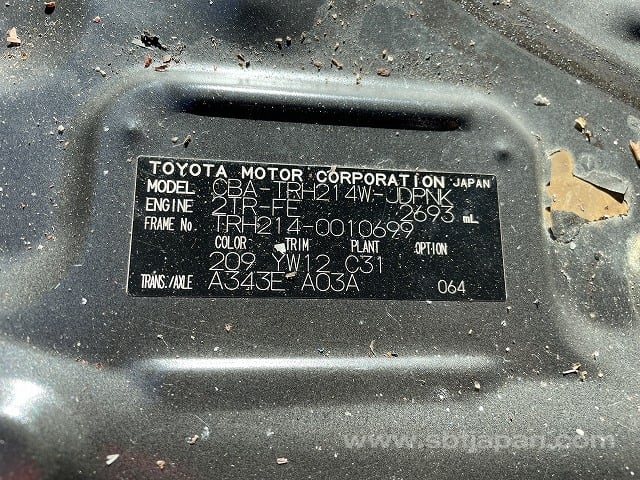 TOYOTA MOTOR CORPORATION JAPAN
MODEL CBA-TRH214W-JDPNK
ENGINE 2TR-FE 2693 mL
FRAME No. TRH214-0010699
COLOR TRIM PLANT OPTION
209 YW12 C31
TRANS./AXLE A343E A03A 064
www.sbtjapan.com